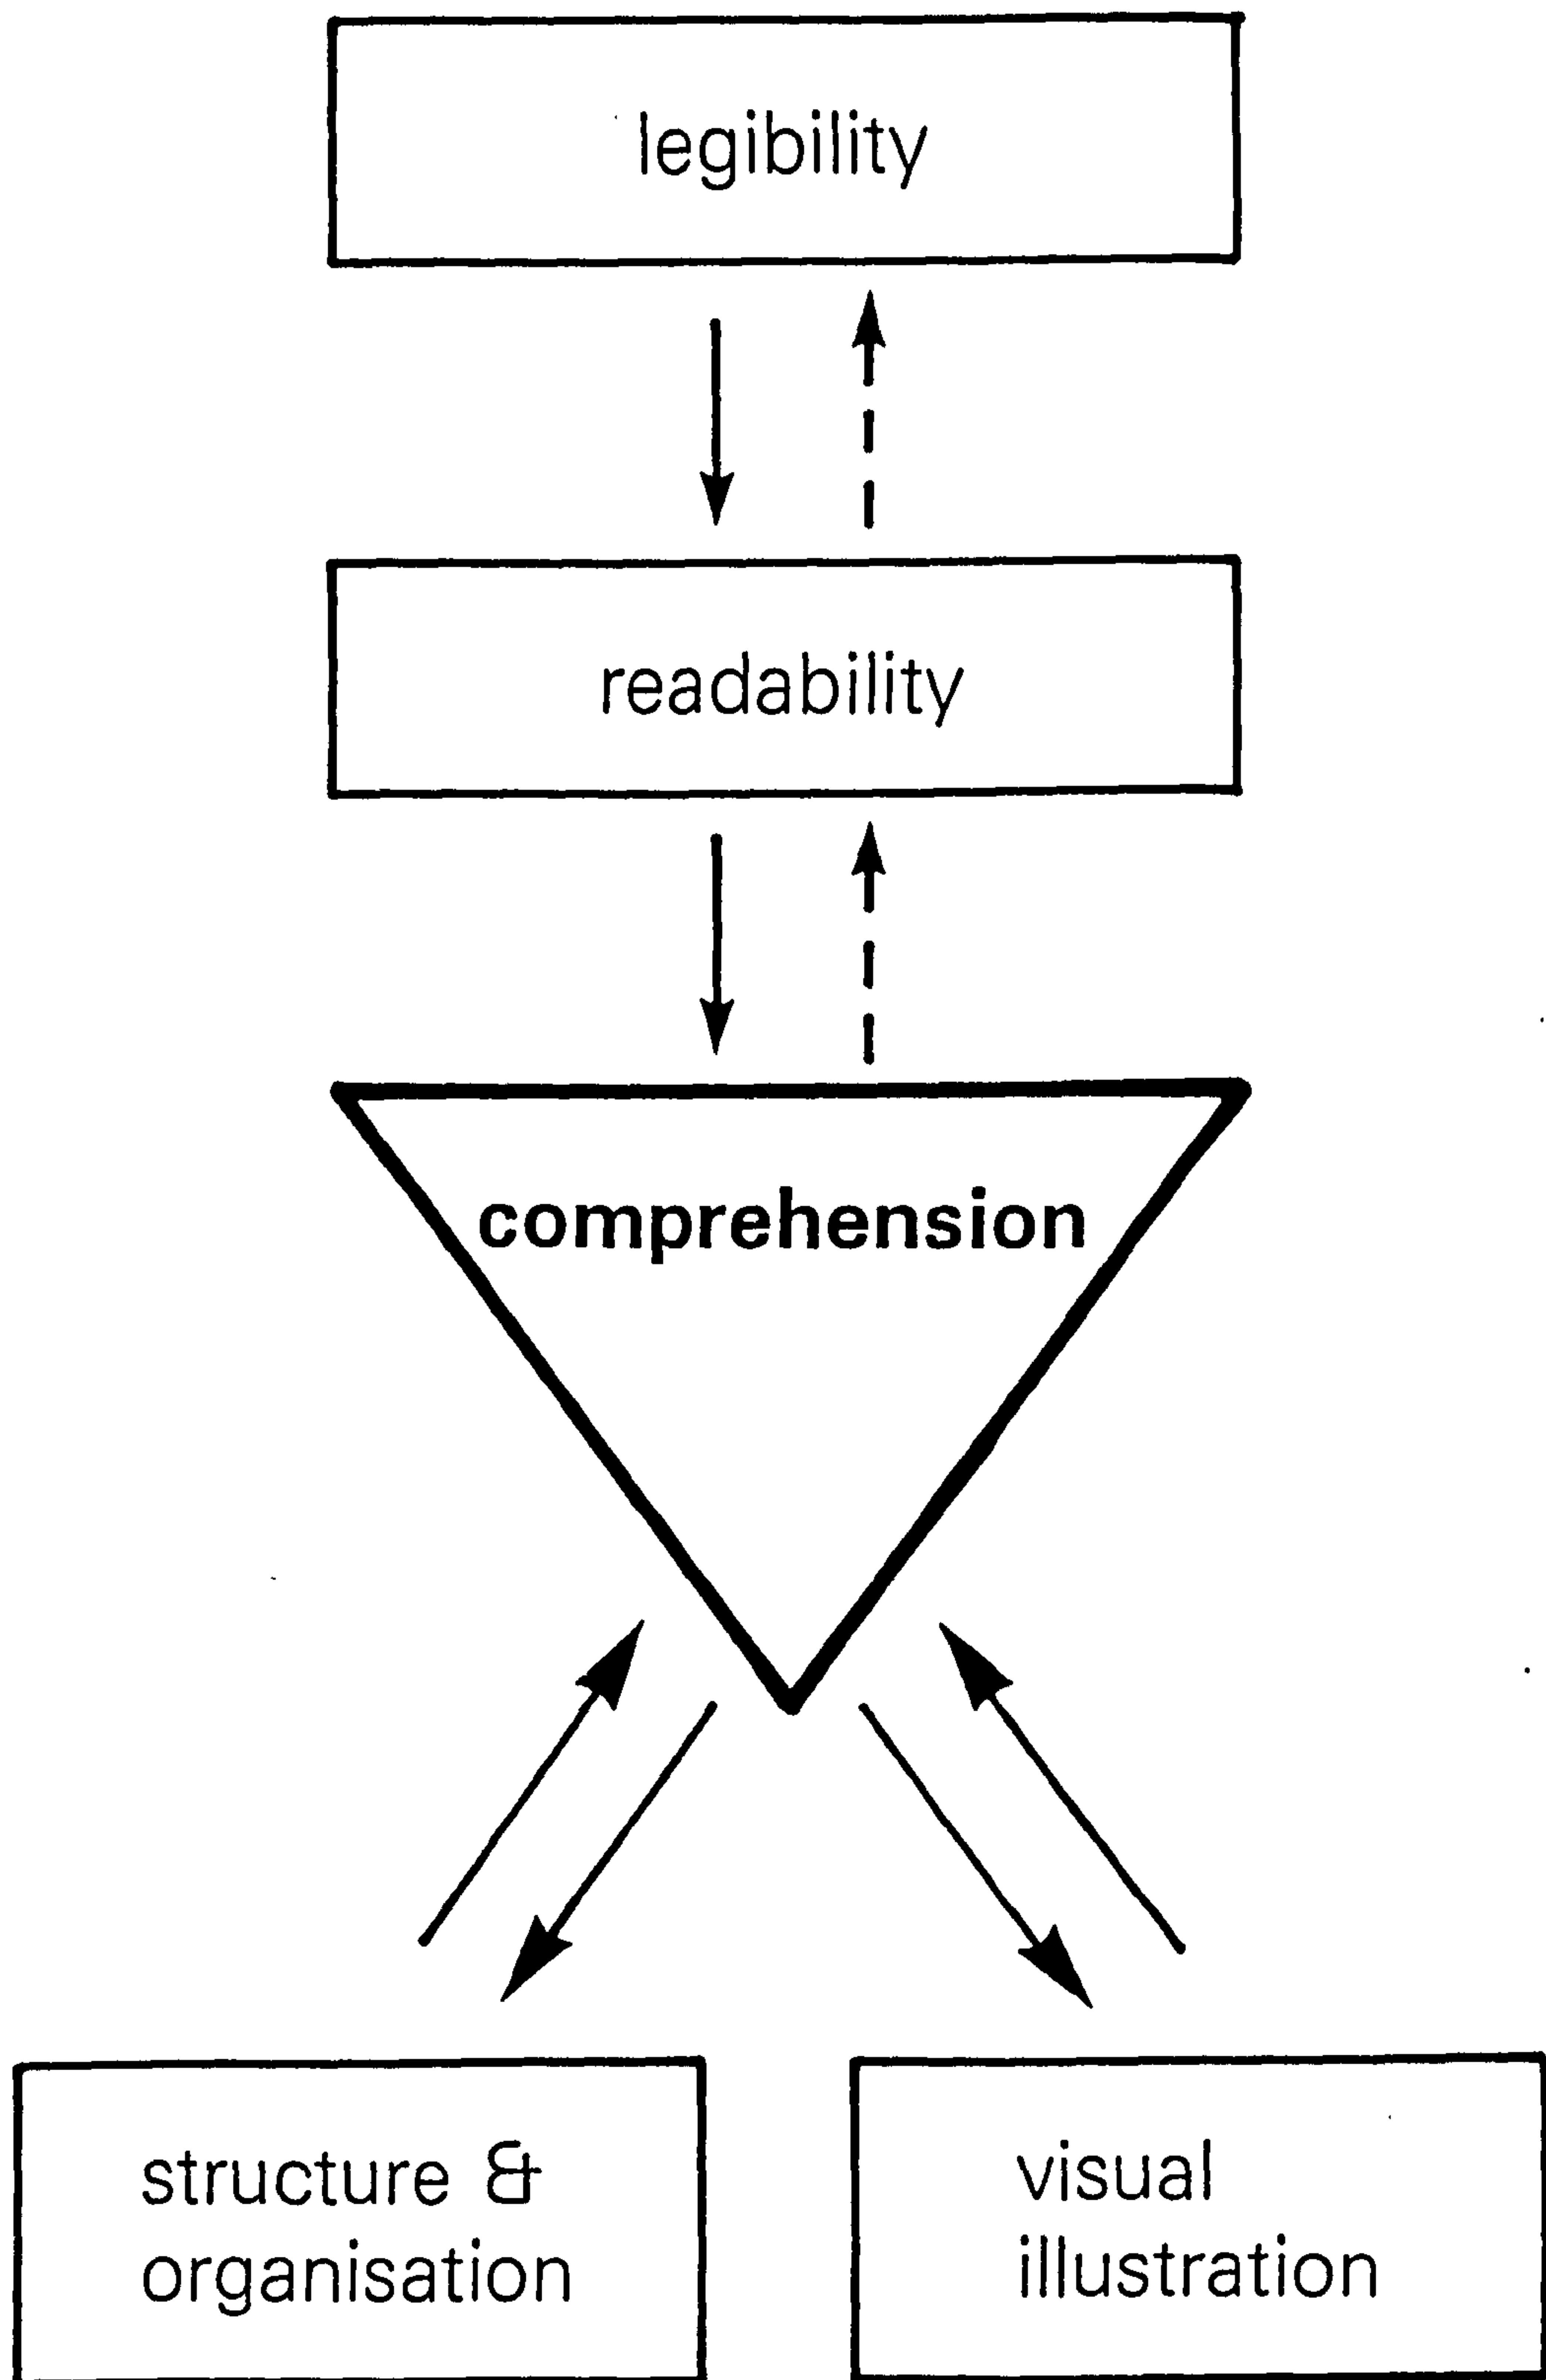 legibility
readability
comprehension
structure &
organisation
visual
illustration